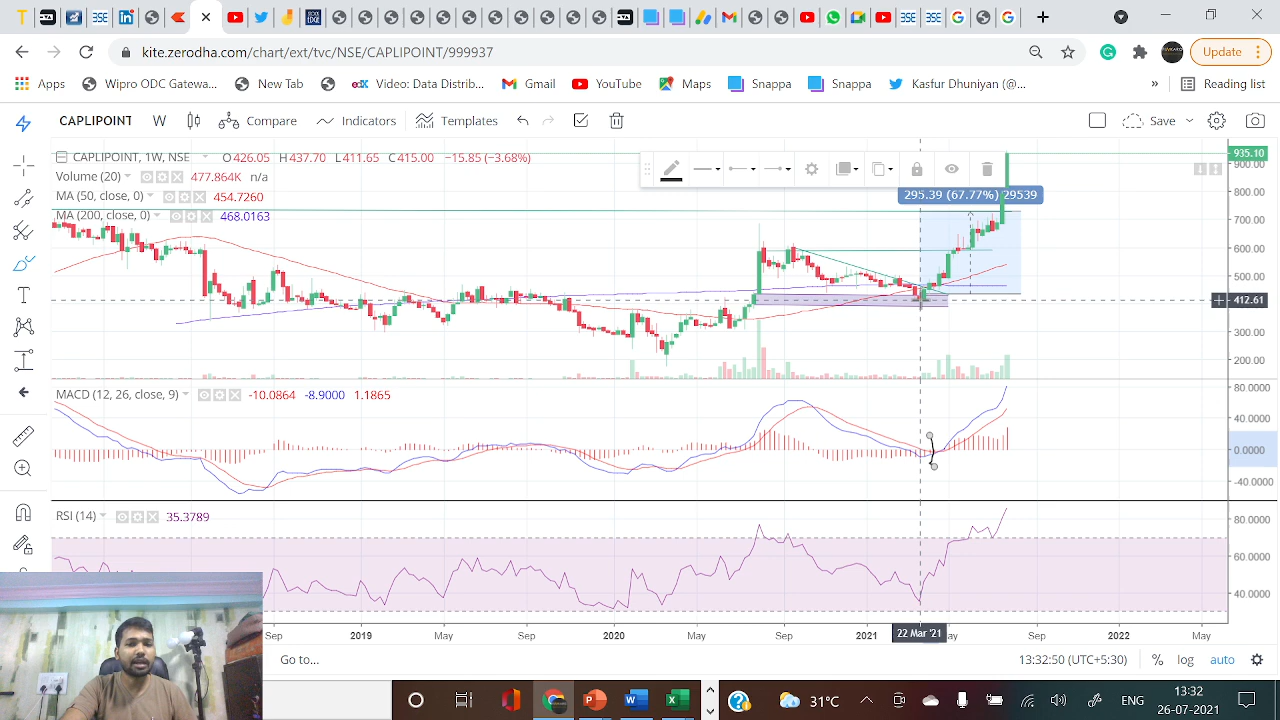 kite.zerodha.com/chart/ext/tvc/NSE/CAPLIPOINT/999937
Update
Apps
Wipro ODC Gatewa...
New Tab
Video: Data Distrib...
Gmail
YouTube
Maps
Snappa
Snappa
Kastur Dhuniyan (@...
»
Reading list
CAPLIPOINT W
Compare
Indicators
Templates
Save
CAPLIPOINT, 1W, NSE O426.05 H437.70 L411.65 C415.00 −15.85 (−3.68%)
Volume (20) 477.864K n/a
MA (50, close, 0) 454.7260
MA (200, close, 0) 468.0163
295.39 (67.77%) 29539
935.10
900.00
800.00
700.00
600.00
500.00
412.61
300.00
200.00
MACD (12, 26, close, 9) -10.0864 -8.9000 1.1865
80.0000
40.0000
0.0000
-40.0000
RSI (14) 35.3789
80.0000
60.0000
40.0000
Sep 2019 May Sep 2020 May Sep 2021 22 Mar '21 ay Sep 2022 May
Go to... 13:32:50 (UTC+5:30) % log auto
31°C ENG 13:32
26-07-2021